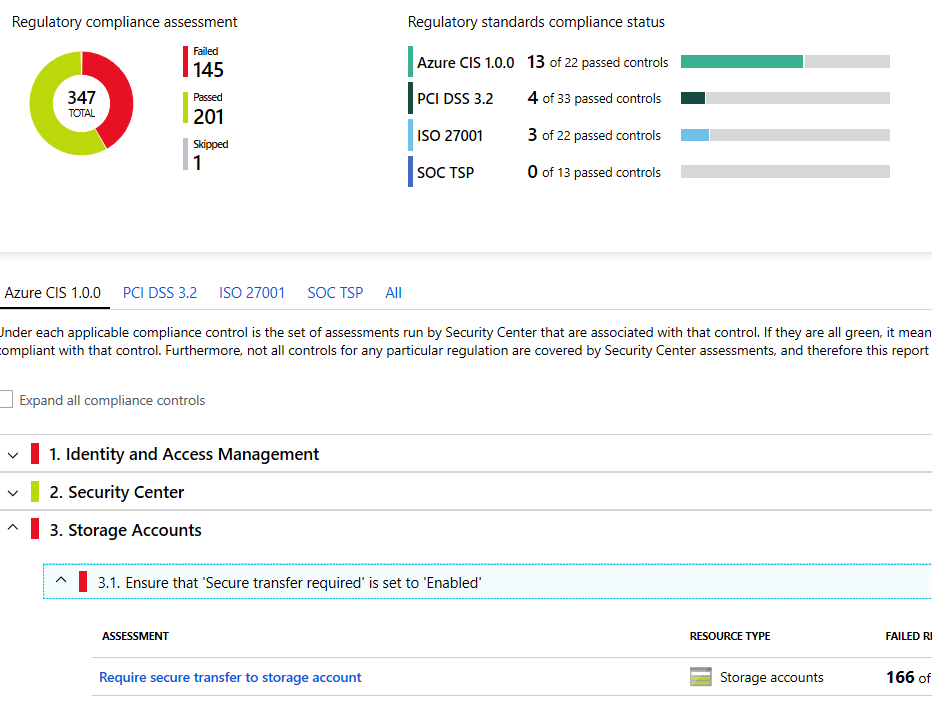 Regulatory compliance assessment
347
TOTAL
Failed
145
Passed
201
Skipped
1
Regulatory standards compliance status
Azure CIS 1.0.0 13 of 22 passed controls
PCI DSS 3.2 4 of 33 passed controls
ISO 27001 3 of 22 passed controls
SOC TSP 0 of 13 passed controls
Azure CIS 1.0.0 PCI DSS 3.2 ISO 27001 SOC TSP All
Under each applicable compliance control is the set of assessments run by Security Center that are associated with that control. If they are all green, it mean
compliant with that control. Furthermore, not all controls for any particular regulation are covered by Security Center assessments, and therefore this report
Expand all compliance controls
1. Identity and Access Management
2. Security Center
3. Storage Accounts
3.1. Ensure that 'Secure transfer required' is set to 'Enabled'
ASSESSMENT RESOURCE TYPE FAILED
Require secure transfer to storage account Storage accounts 166 of